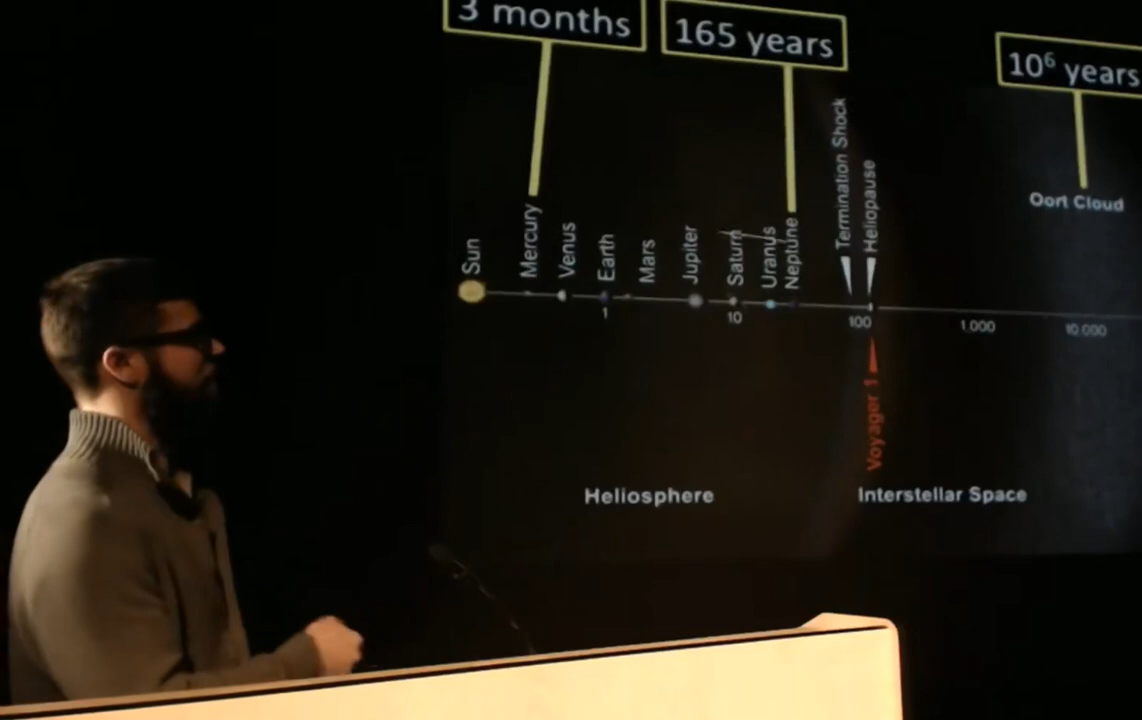 3 months
165 years
10⁶ years
Termination Shock
Heliopause
Oort Cloud
Sun
Mercury
Venus
Earth
Mars
Jupiter
Saturn
Uranus
Neptune
1
10
100
1,000
10,000
Voyager 1
Heliosphere
Interstellar Space